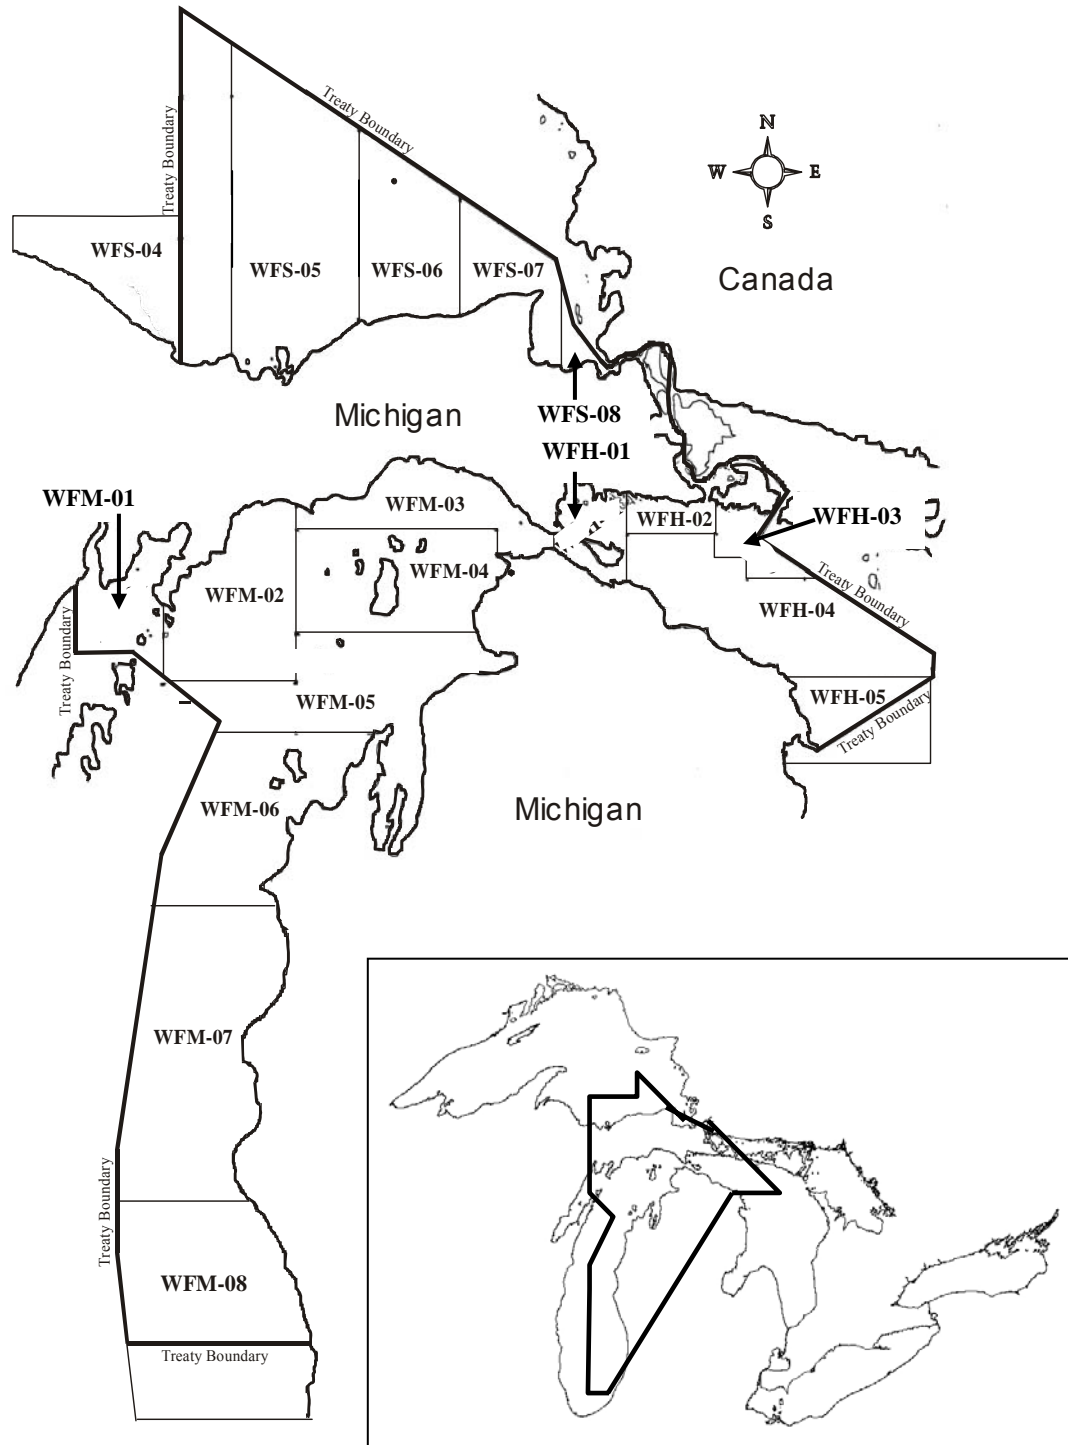 Treaty Boundary
Treaty Boundary
N
W E
S
WFS-04
WFS-05
WFS-06
WFS-07
Canada
Michigan
WFS-08
WFH-01
WFM-01
WFM-03
WFH-02
WFH-03
WFM-04
WFM-02
Treaty Boundary
WFH-04
Treaty Boundary
WFM-05
WFH-05
Treaty Boundary
WFM-06
Michigan
WFM-07
Treaty Boundary
WFM-08
Treaty Boundary